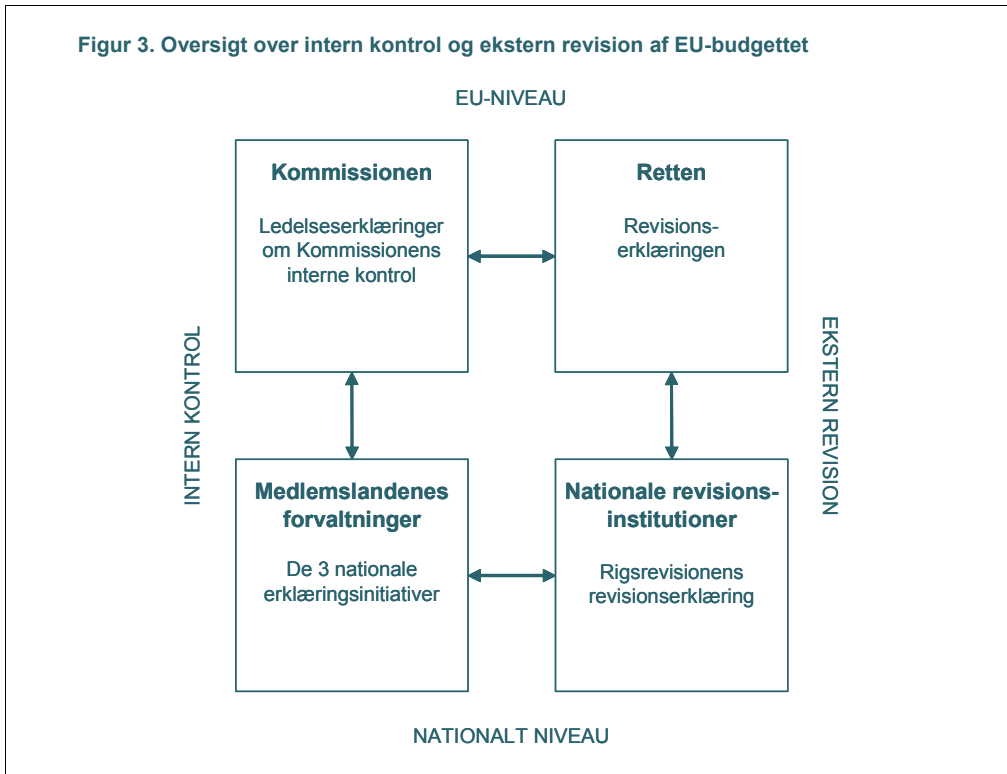 Figur 3. Oversigt over intern kontrol og ekstern revision af EU-budgettet
EU-NIVEAU
Kommissionen
Ledelseserklæringer
om Kommissionens
interne kontrol
Retten
Revisions-
erklæringen
INTERN KONTROL
EKSTERN REVISION
Medlemslandenes
forvaltninger
De 3 nationale
erklæringsinitiativer
Nationale revisions-
institutioner
Rigsrevisionens
revisionserklæring
NATIONALT NIVEAU